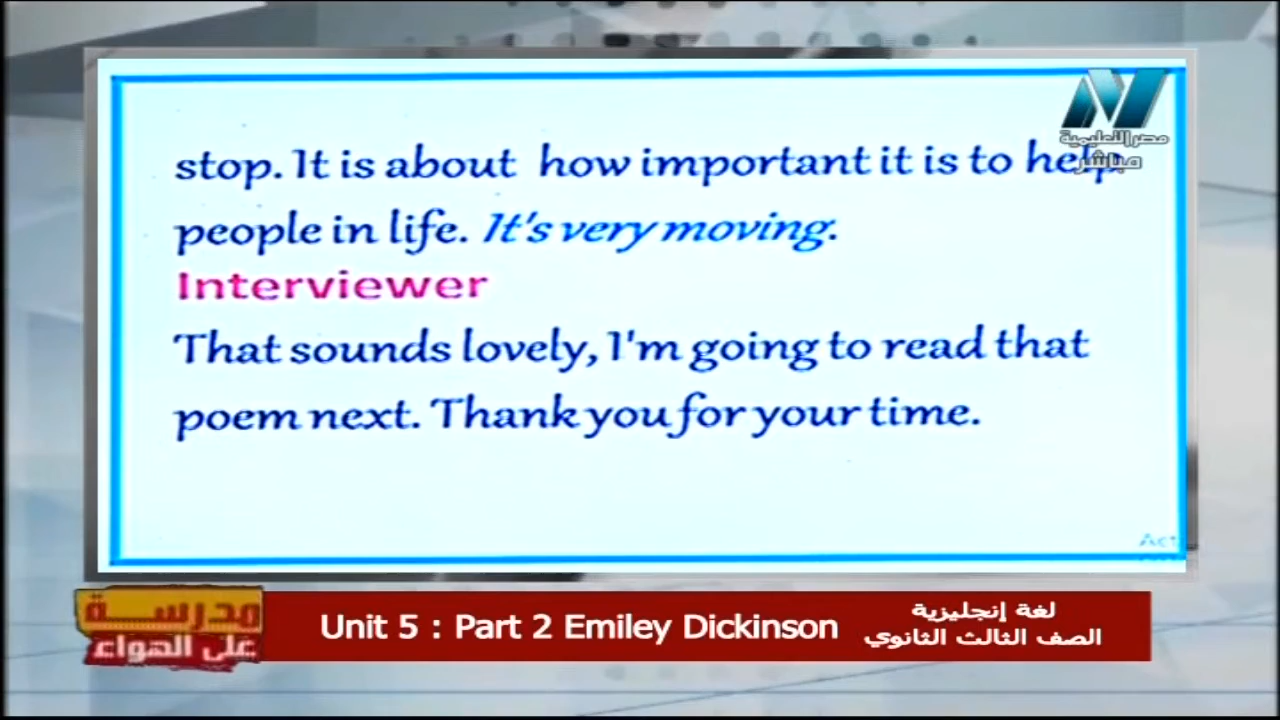 مصر التعليمية
مباشر
stop. It is about how important it is to help
people in life. It's very moving.
Interviewer
That sounds lovely, I'm going to read that
poem next. Thank you for your time.
Act
مدرسة
على الهواء
Unit 5 : Part 2 Emiley Dickinson
لغة إنجليزية
الصف الثالث الثانوي